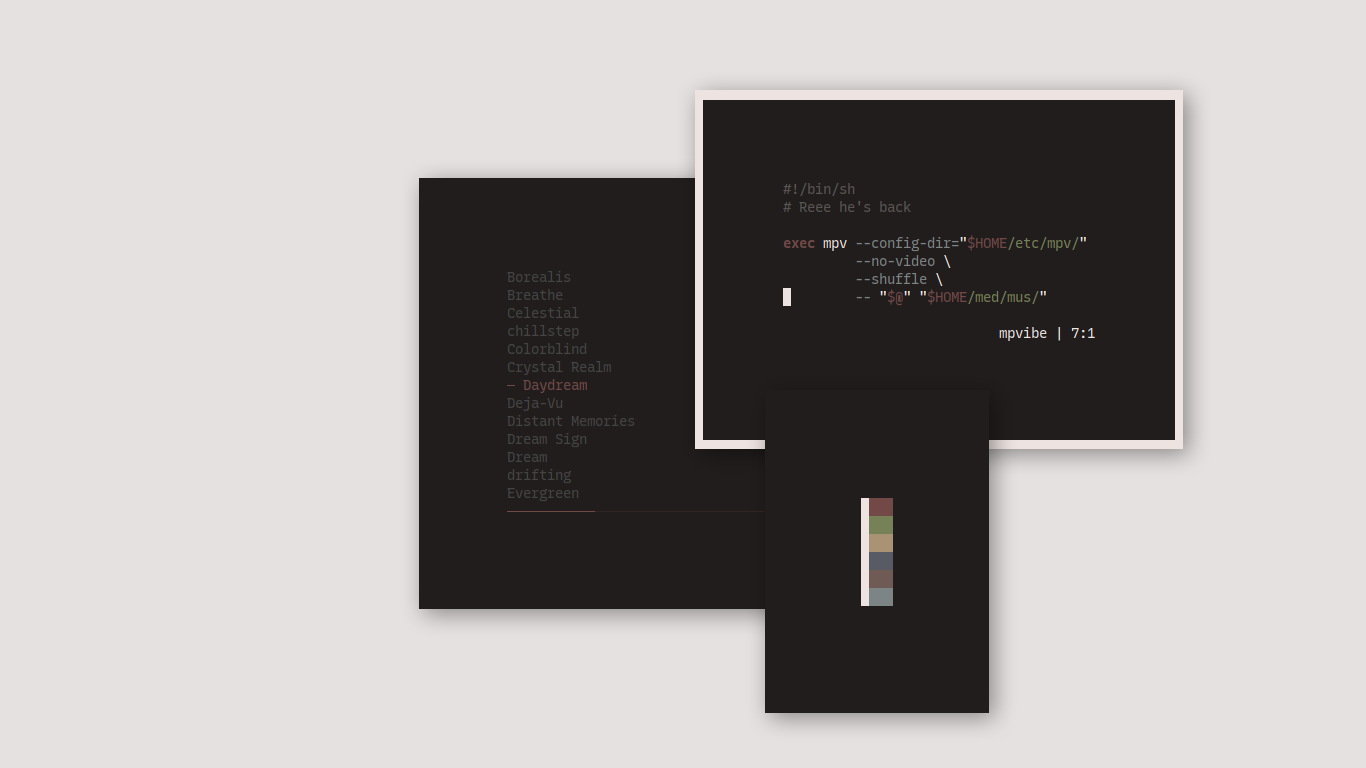 #!/bin/sh
# Reee he's back
exec mpv --config-dir="$HOME/etc/mpv/"
--no-video \
--shuffle \
-- "$@" "$HOME/med/mus/"
mpvibe | 7:1
Borealis
Breathe
Celestial
chillstep
Colorblind
Crystal Realm
— Daydream
Deja-Vu
Distant Memories
Dream Sign
Dream
drifting
Evergreen